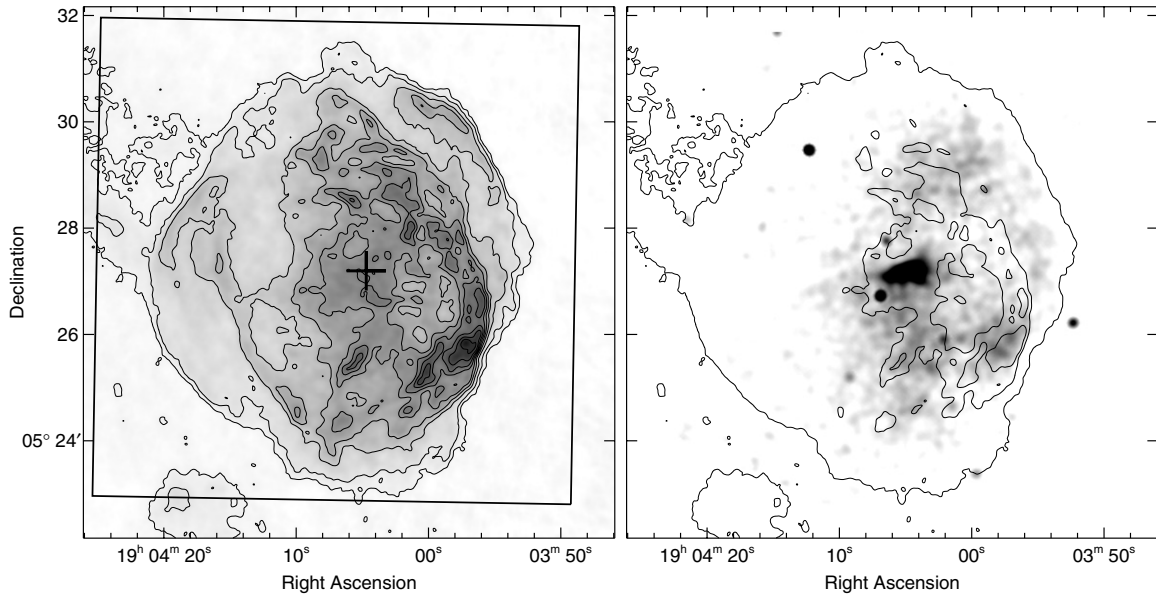 32
30
28
26
05° 24′
Declination
19ʰ 04ᵐ 20ˢ
10ˢ
00ˢ
03ᵐ 50ˢ
Right Ascension
19ʰ 04ᵐ 20ˢ
10ˢ
00ˢ
03ᵐ 50ˢ
Right Ascension